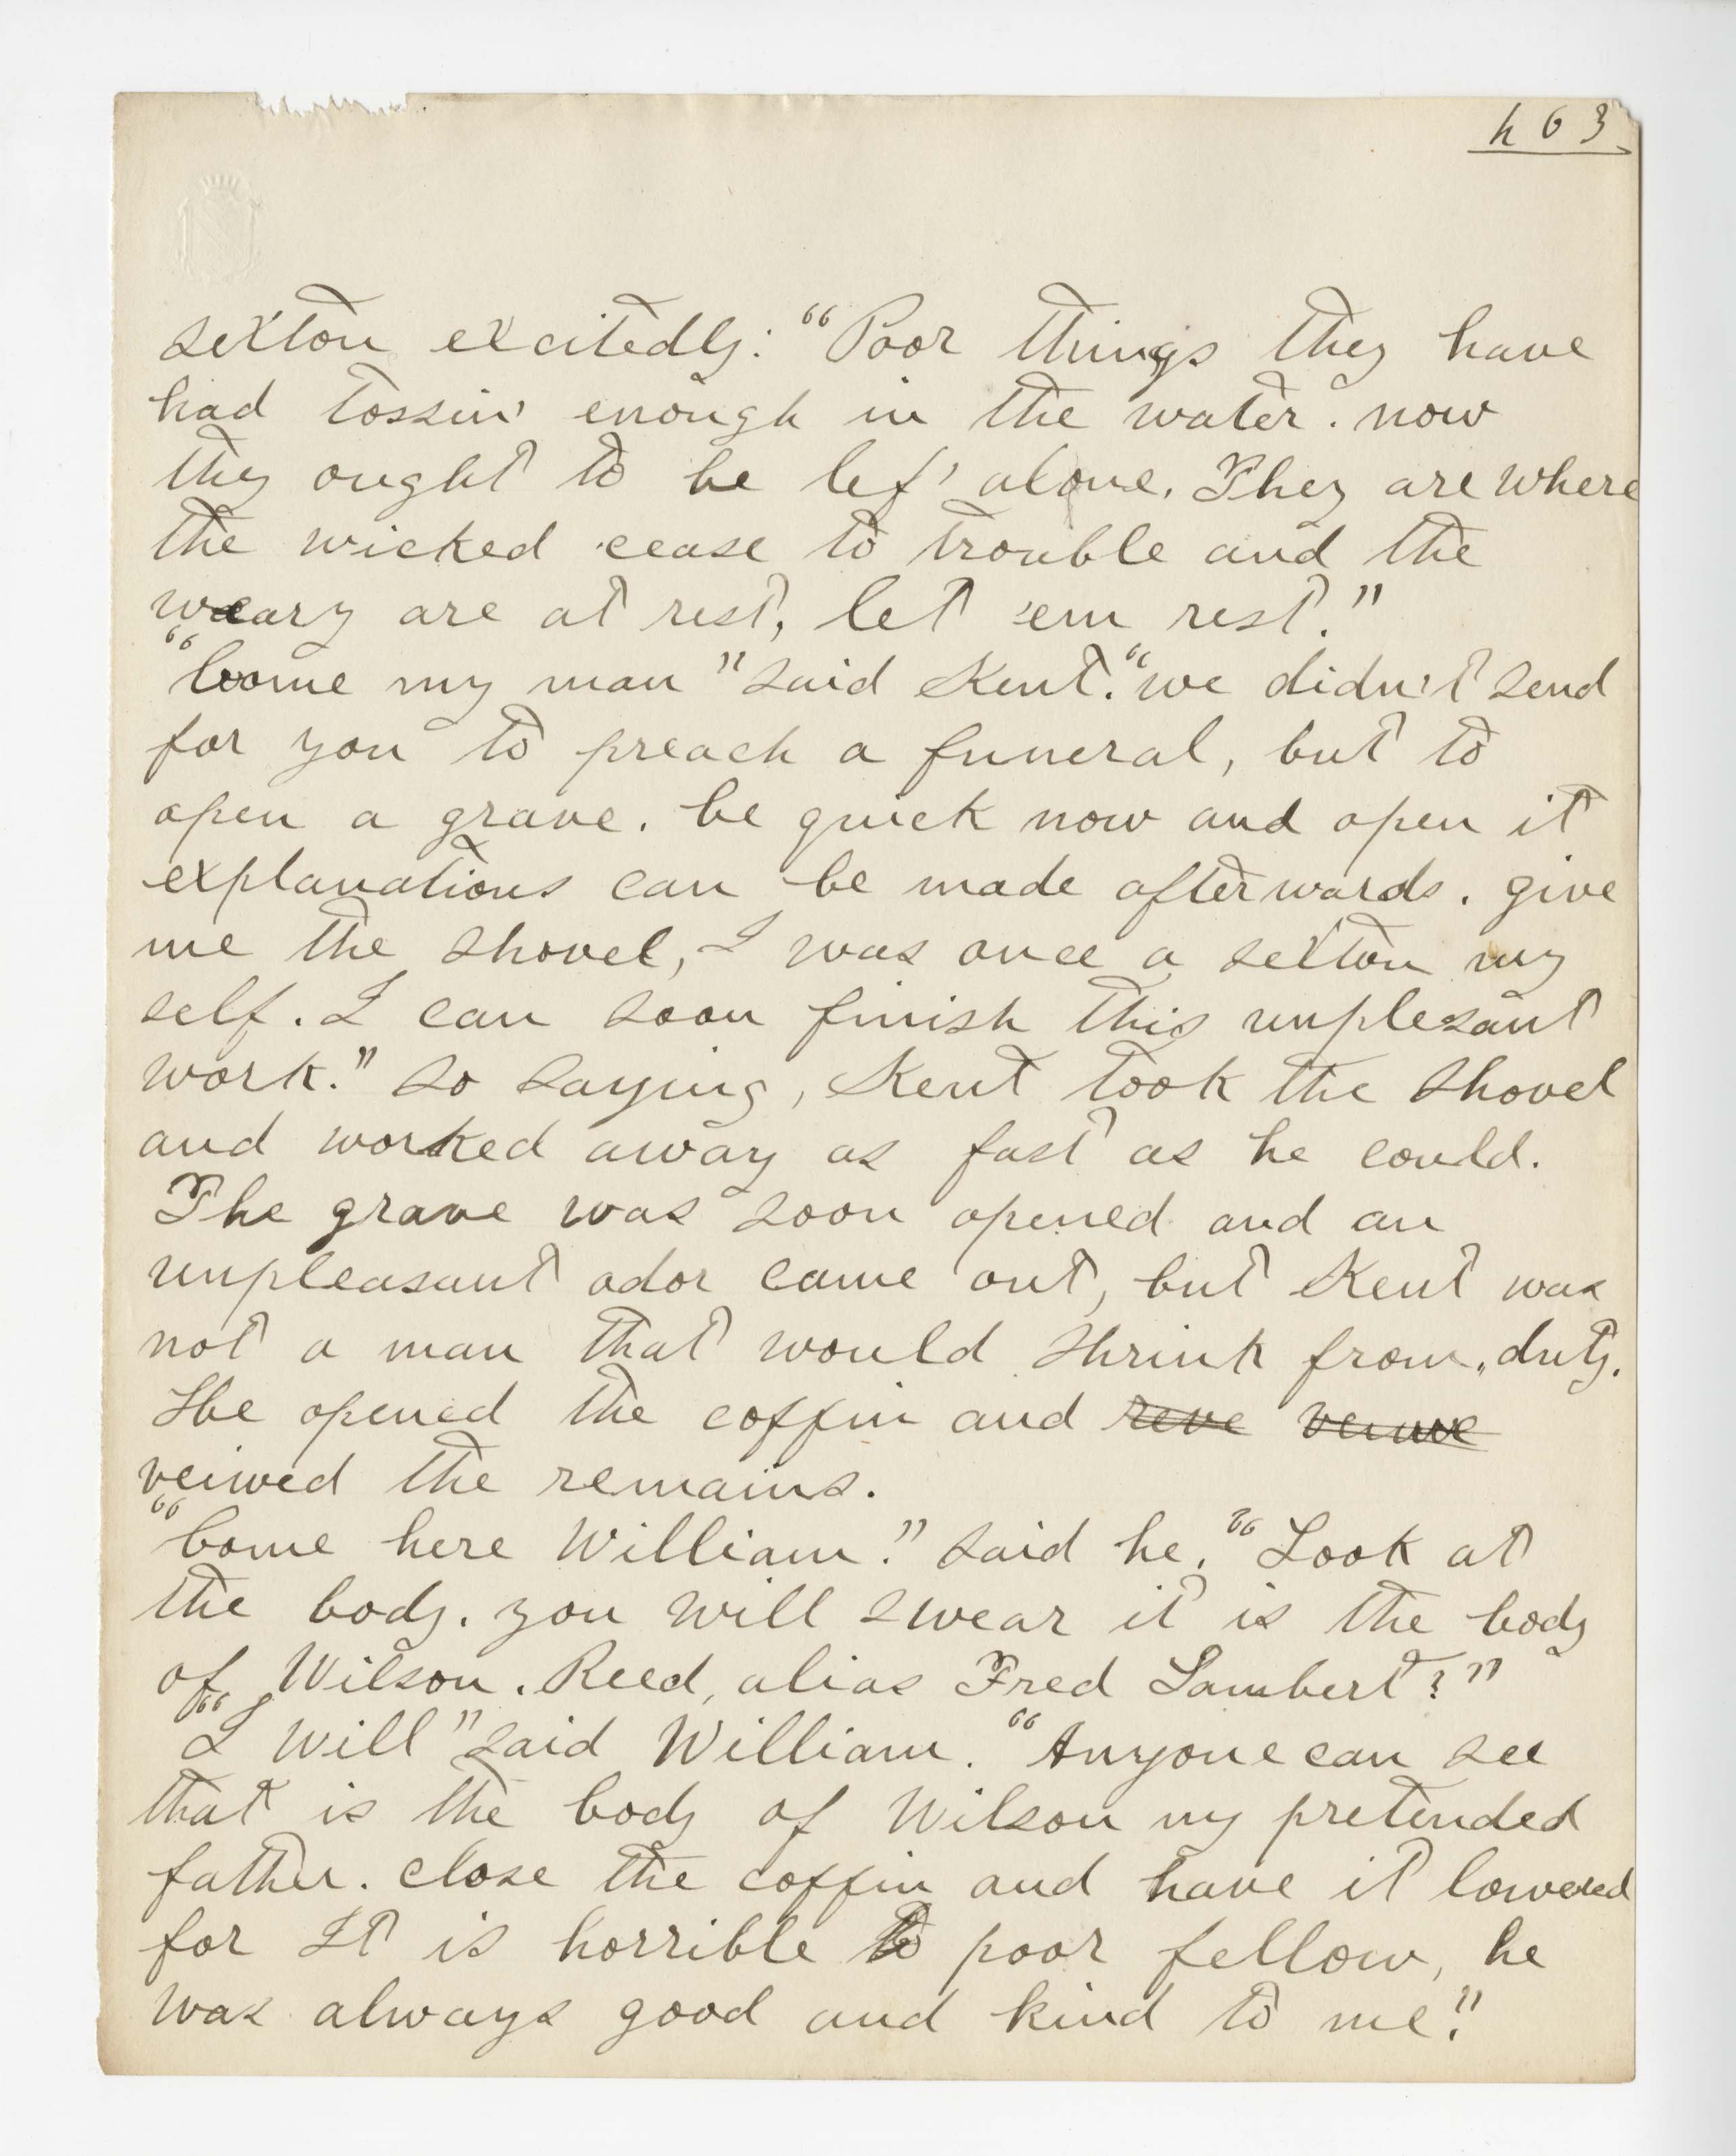 h 63
sexton excitedly: "Poor things they have
had tossin' enough in the water. now
they ought to be lef' alone. They are where
the wicked cease to trouble and the
weary are at rest, let 'em rest."
"Come my man" said Kent. "we didn't send
for you to preach a funeral, but to
open a grave. be quick now and open it
explanations can be made afterwards. give
me the shovel, I was once a sexton my
self. I can soon finish this unplesant
work." so saying, Kent took the shovel
and worked away as fast as he could.
The grave was soon opened and an
unpleasant odor came out, but Kent was
not a man that would shrink from duty.
He opened the coffin and reve
veiwed the remains.
"Come here William." said he. "Look at
the body. you will swear it is the body
of Wilson. Reed, alias Fred Lambert?"
"I will" said William. "Anyone can see
that is the body of Wilson my pretended
father. close the coffin and have it lowered
for It is horrible to poor fellow, he
was always good and kind to me."